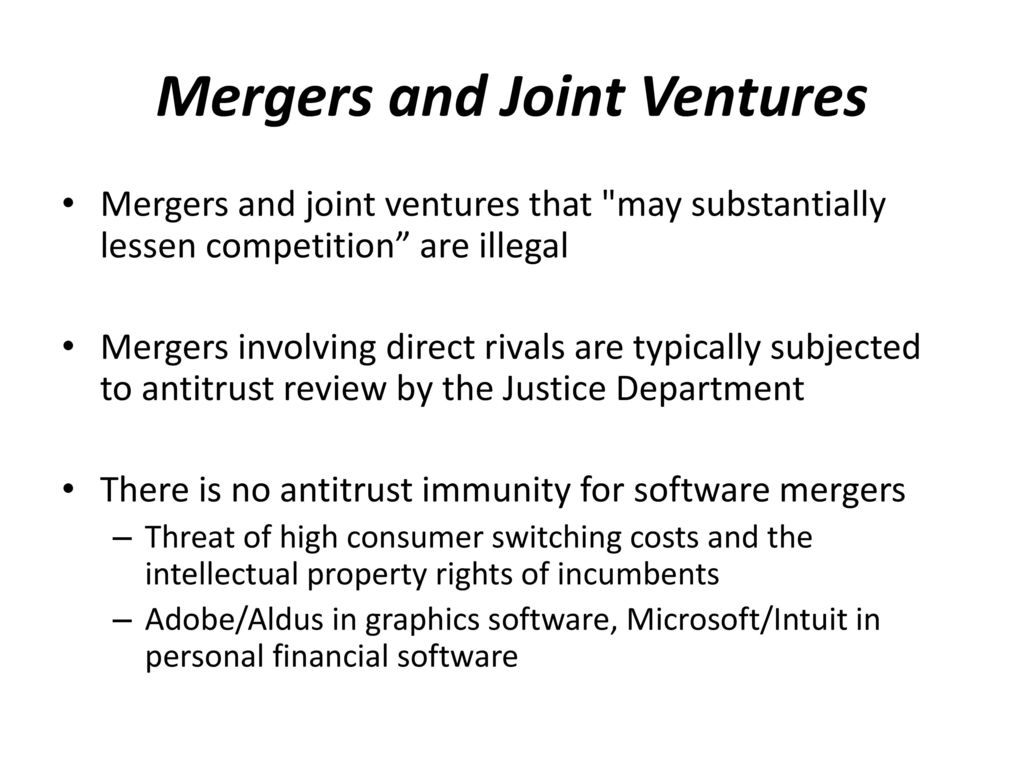 Mergers and Joint Ventures
• Mergers and joint ventures that "may substantially
lessen competition” are illegal
• Mergers involving direct rivals are typically subjected
to antitrust review by the Justice Department
• There is no antitrust immunity for software mergers
– Threat of high consumer switching costs and the
intellectual property rights of incumbents
– Adobe/Aldus in graphics software, Microsoft/Intuit in
personal financial software